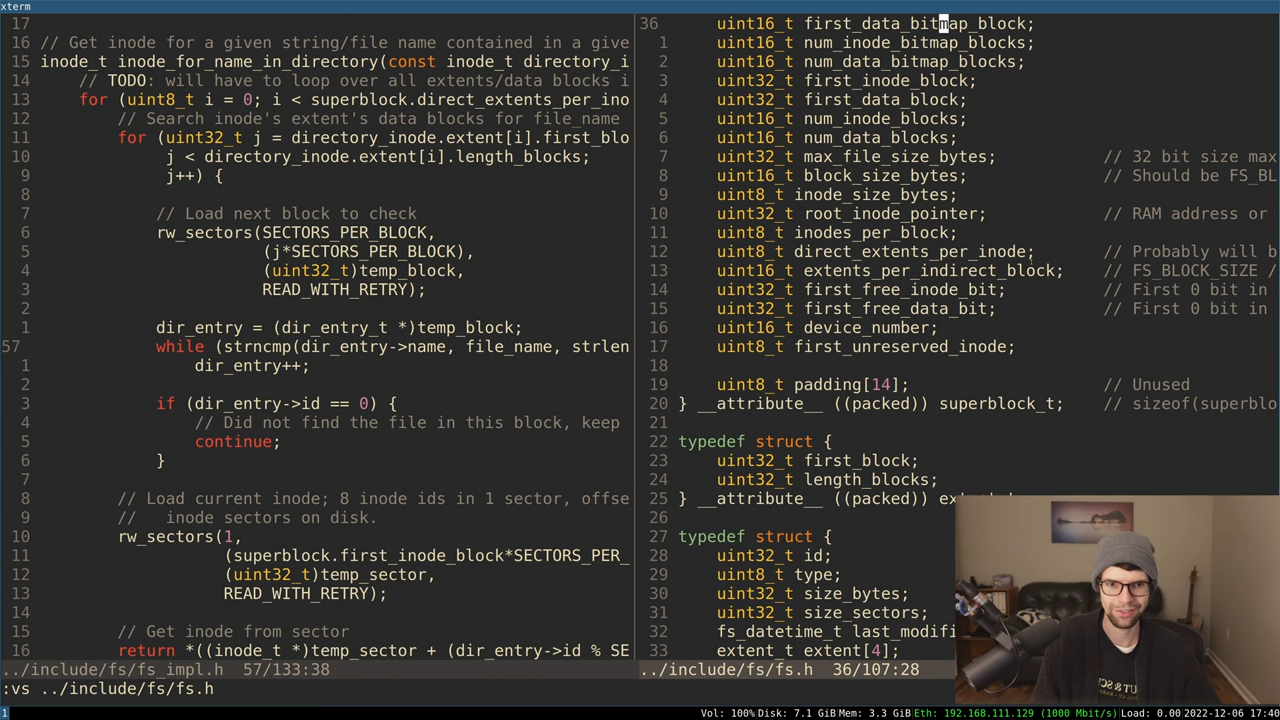 xterm
17
16 // Get inode for a given string/file name contained in a give
15 inode_t inode_for_name_in_directory(const inode_t directory_i
14 // TODO: will have to loop over all extents/data blocks i
13 for (uint8_t i = 0; i < superblock.direct_extents_per_ino
12 // Search inode's extent's data blocks for file_name
11 for (uint32_t j = directory_inode.extent[i].first_blo
10 j < directory_inode.extent[i].length_blocks;
9 j++) {
8
7 // Load next block to check
6 rw_sectors(SECTORS_PER_BLOCK,
5 (j*SECTORS_PER_BLOCK),
4 (uint32_t)temp_block,
3 READ_WITH_RETRY);
2
1 dir_entry = (dir_entry_t *)temp_block;
57 while (strncmp(dir_entry->name, file_name, strlen
1 dir_entry++;
2
3 if (dir_entry->id == 0) {
4 // Did not find the file in this block, keep
5 continue;
6 }
7
8 // Load current inode; 8 inode ids in 1 sector, offse
9 // inode sectors on disk.
10 rw_sectors(1,
11 (superblock.first_inode_block*SECTORS_PER_
12 (uint32_t)temp_sector,
13 READ_WITH_RETRY);
14
15 // Get inode from sector
16 return *((inode_t *)temp_sector + (dir_entry->id % SE
../include/fs/fs_impl.h 57/133:38
:vs ../include/fs/fs.h
36 uint16_t first_data_bitmap_block;
1 uint16_t num_inode_bitmap_blocks;
2 uint16_t num_data_bitmap_blocks;
3 uint16_t first_inode_block;
4 uint16_t first_data_block;
5 uint16_t num_inode_blocks;
6 uint16_t num_data_blocks;
7 uint32_t max_file_size_bytes; // 32 bit size max
8 uint16_t block_size_bytes; // Should be FS_BL
9 uint8_t inode_size_bytes;
10 uint32_t root_inode_pointer; // RAM address or
11 uint8_t inodes_per_block;
12 uint8_t direct_extents_per_inode; // Probably will b
13 uint16_t extents_per_indirect_block; // FS_BLOCK_SIZE /
14 uint32_t first_free_inode_bit; // First 0 bit in
15 uint32_t first_free_data_bit; // First 0 bit in
16 uint16_t device_number;
17 uint8_t first_unreserved_inode;
18
19 uint8_t padding[14]; // Unused
20 } __attribute__ ((packed)) superblock_t; // sizeof(superblo
21
22 typedef struct {
23 uint32_t first_block;
24 uint32_t length_blocks;
25 } __attribute__ ((packed))
26
27 typedef struct {
28 uint32_t id;
29 uint8_t type;
30 uint32_t size_bytes;
31 uint32_t size_sectors;
32 fs_datetime_t last_modifi
33 extent_t extent[4];
../include/fs/fs.h 36/107:28
1 Vol: 100% Disk: 7.1 GiB Mem: 3.3 GiB Eth: 192.168.111.129 (1000 Mbit/s) Load: 0.00 2022-12-06 17:40